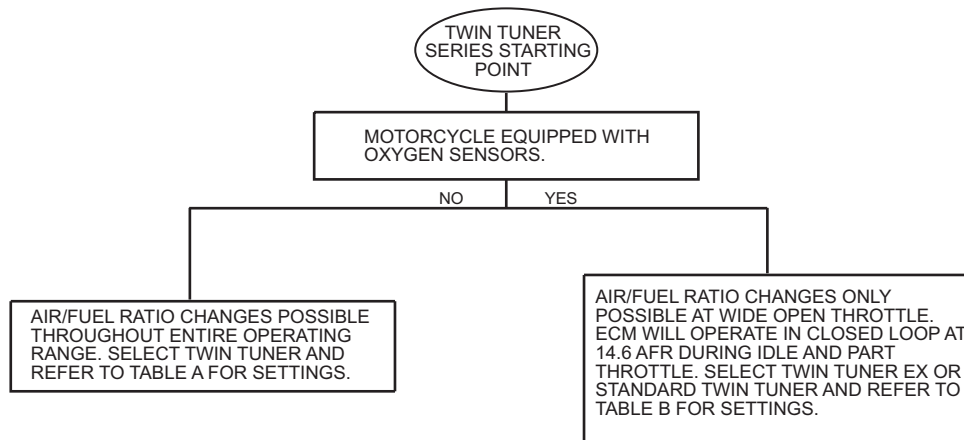 TWIN TUNER
SERIES STARTING
POINT
MOTORCYCLE EQUIPPED WITH
OXYGEN SENSORS.
NO
YES
AIR/FUEL RATIO CHANGES POSSIBLE
THROUGHOUT ENTIRE OPERATING
RANGE. SELECT TWIN TUNER AND
REFER TO TABLE A FOR SETTINGS.
AIR/FUEL RATIO CHANGES ONLY
POSSIBLE AT WIDE OPEN THROTTLE.
ECM WILL OPERATE IN CLOSED LOOP AT
14.6 AFR DURING IDLE AND PART
THROTTLE. SELECT TWIN TUNER EX OR
STANDARD TWIN TUNER AND REFER TO
TABLE B FOR SETTINGS.